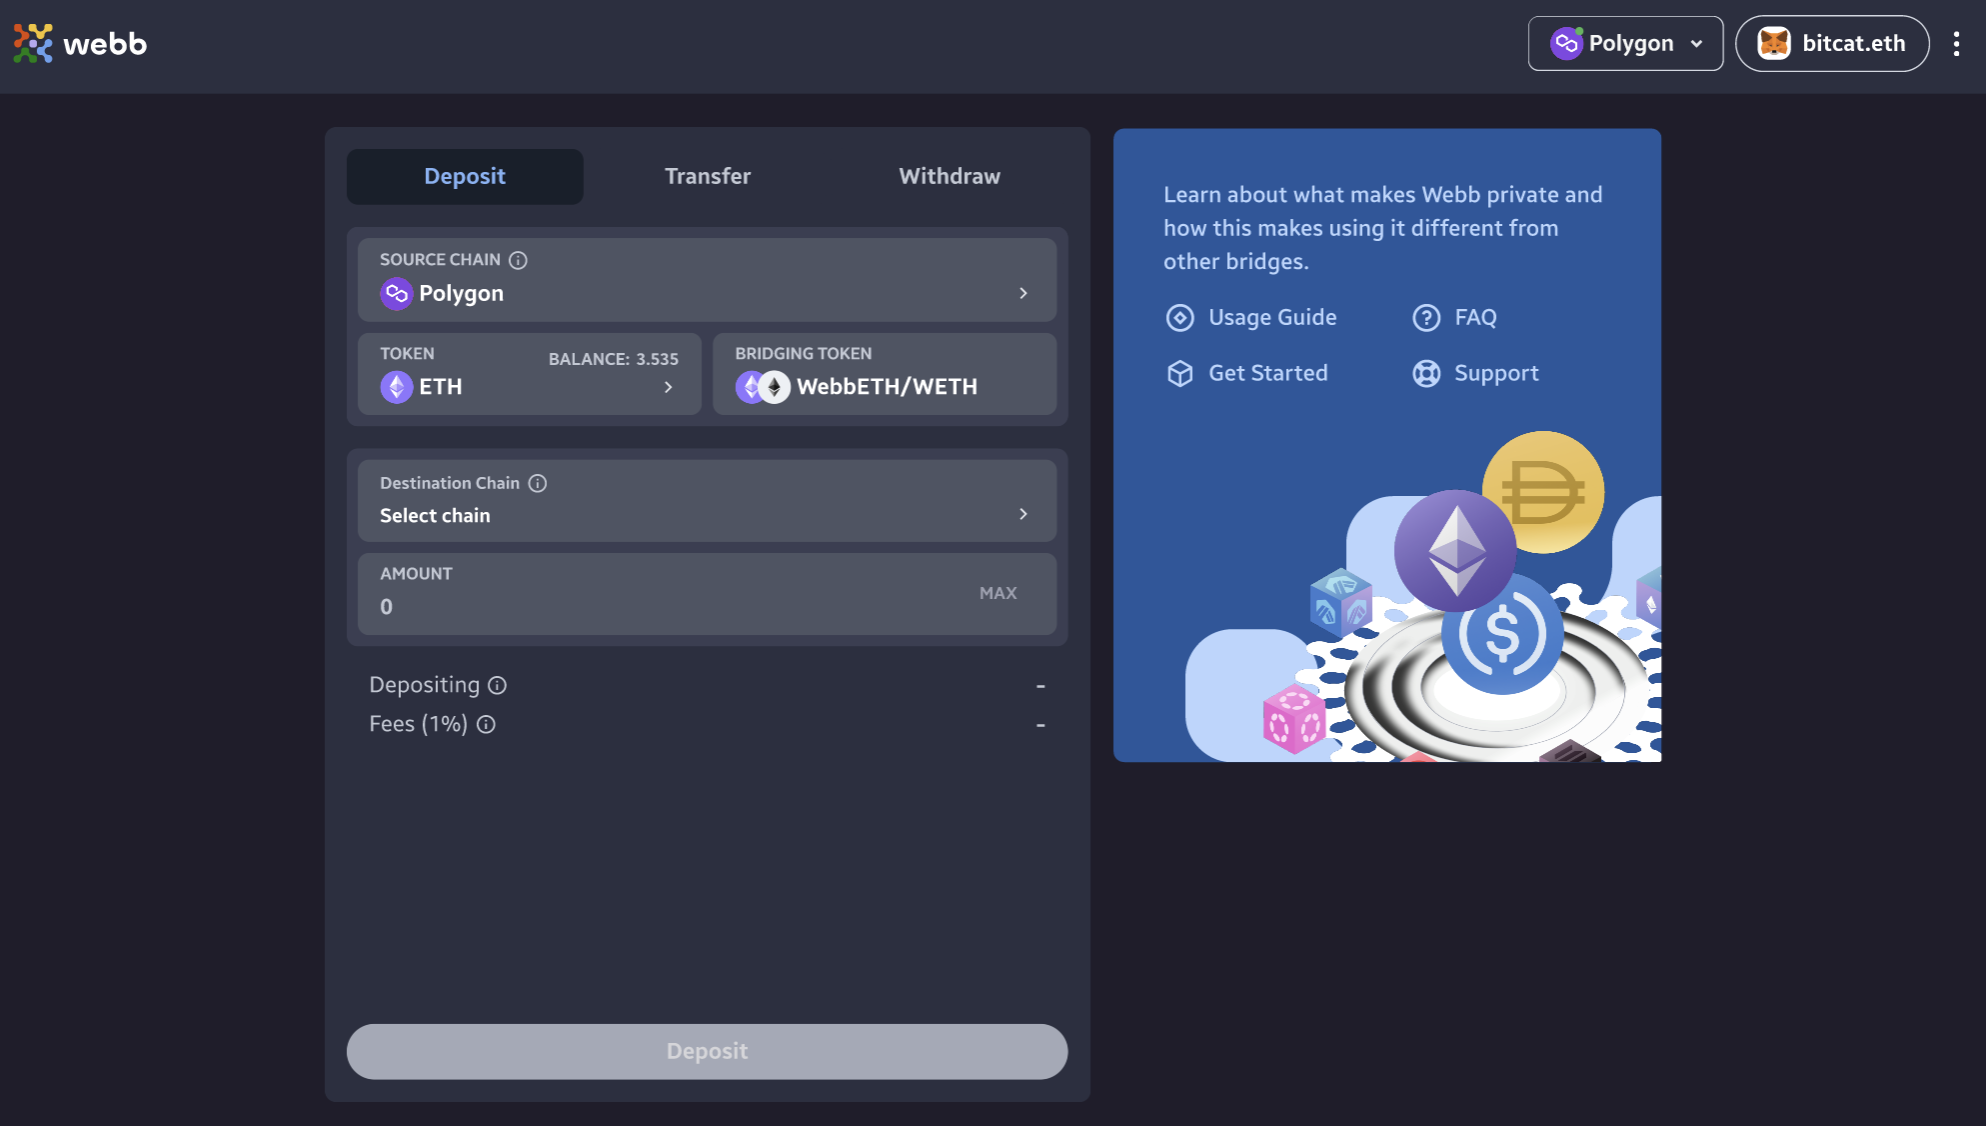 webb
Polygon
bitcat.eth
Deposit
Transfer
Withdraw
SOURCE CHAIN
Polygon
TOKEN
BALANCE: 3.535
ETH
BRIDGING TOKEN
WebbETH/WETH
Destination Chain
Select chain
AMOUNT
0
MAX
Depositing
-
Fees (1%)
-
Deposit
Learn about what makes Webb private and
how this makes using it different from
other bridges.
Usage Guide
FAQ
Get Started
Support